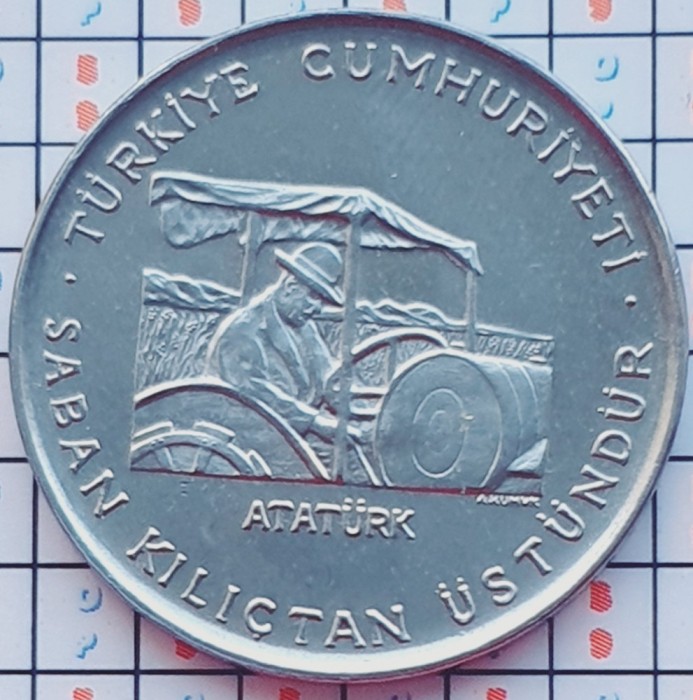 TÜRKİYE CUMHURİYETİ
SABAN KILIÇTAN ÜSTÜNDÜR
ATATÜRK